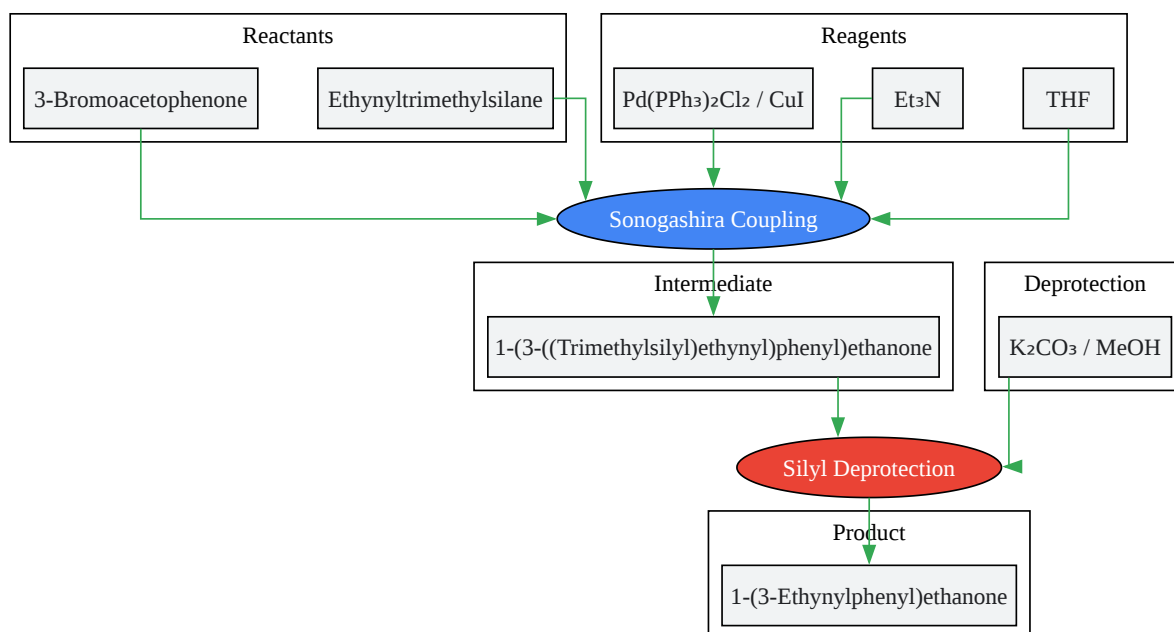 Reactants
Reagents
3-Bromoacetophenone
Ethynyltrimethylsilane
Pd(PPh₃)₂Cl₂ / CuI
Et₃N
THF
Sonogashira Coupling
Intermediate
Deprotection
1-(3-((Trimethylsilyl)ethynyl)phenyl)ethanone
K₂CO₃ / MeOH
Silyl Deprotection
Product
1-(3-Ethynylphenyl)ethanone